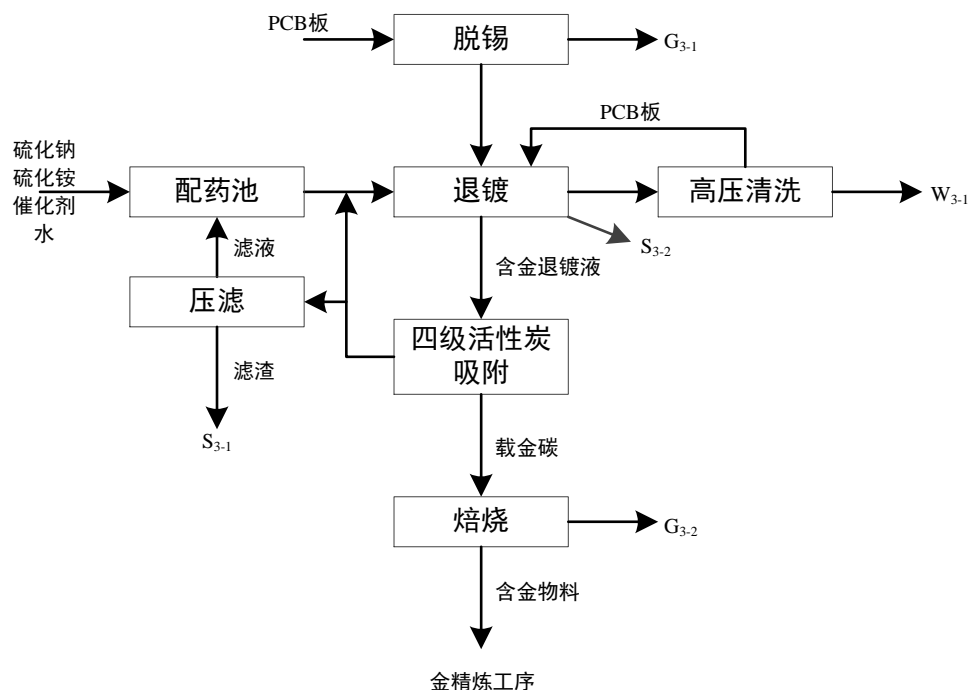 PCB板
脱锡
G3-1
PCB板
硫化钠
硫化铵
催化剂
水
配药池
退镀
高压清洗
W3-1
S3-2
滤液
含金退镀液
压滤
四级活性炭
吸附
滤渣
S3-1
载金碳
焙烧
G3-2
含金物料
金精炼工序